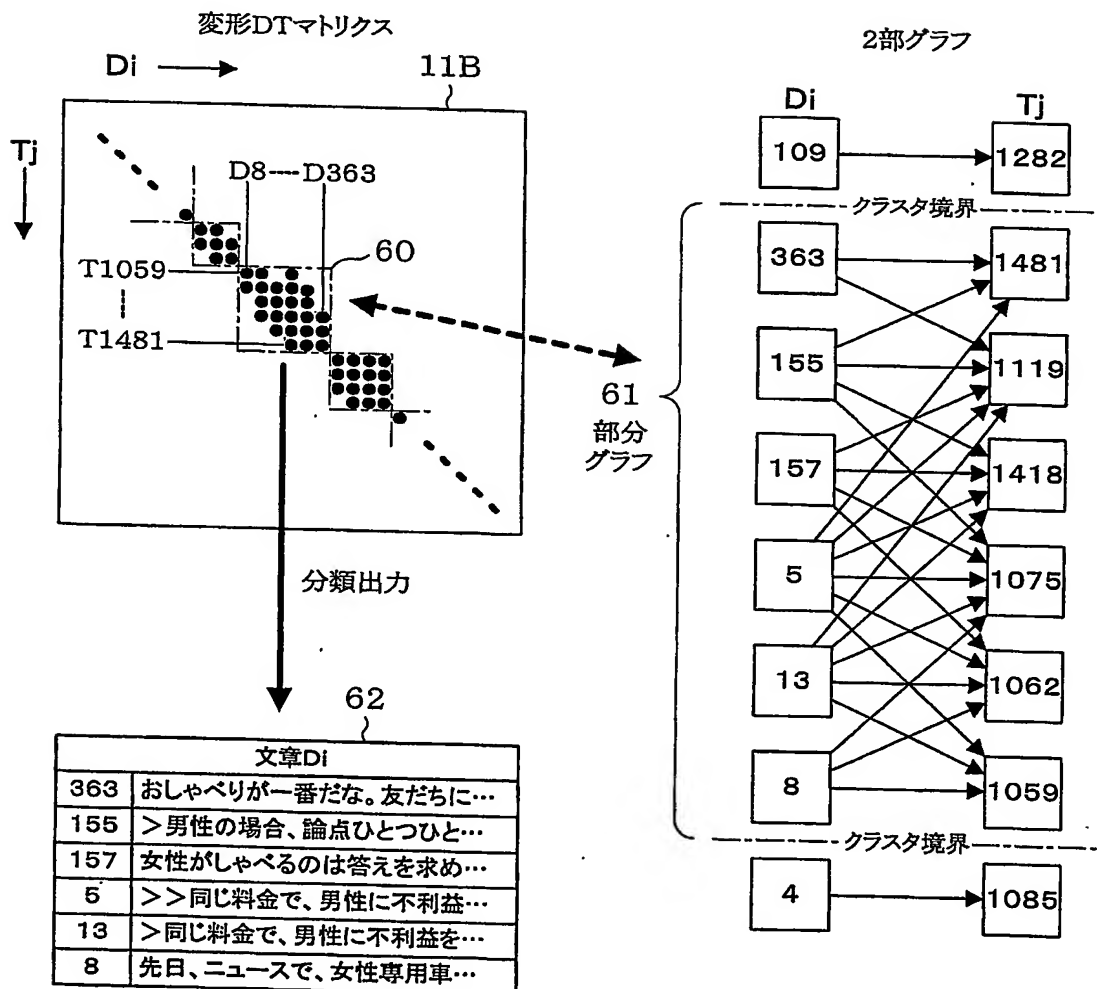 変形DTマトリクス
Di
11B
Tj
D8----D363
60
T1059
T1481
分類出力
62
文章Di
363 おしゃべりが一番だな。友だちに…
155 >男性の場合、論点ひとつひと…
157 女性がしゃべるのは答えを求め…
5 >>同じ料金で、男性に不利益…
13 >同じ料金で、男性に不利益を…
8 先日、ニュースで、女性専用車…
2部グラフ
Di Tj
109 1282
クラスタ境界
363 1481
155 1119
61
部分
グラフ
157 1418
5 1075
13 1062
8 1059
クラスタ境界
4 1085